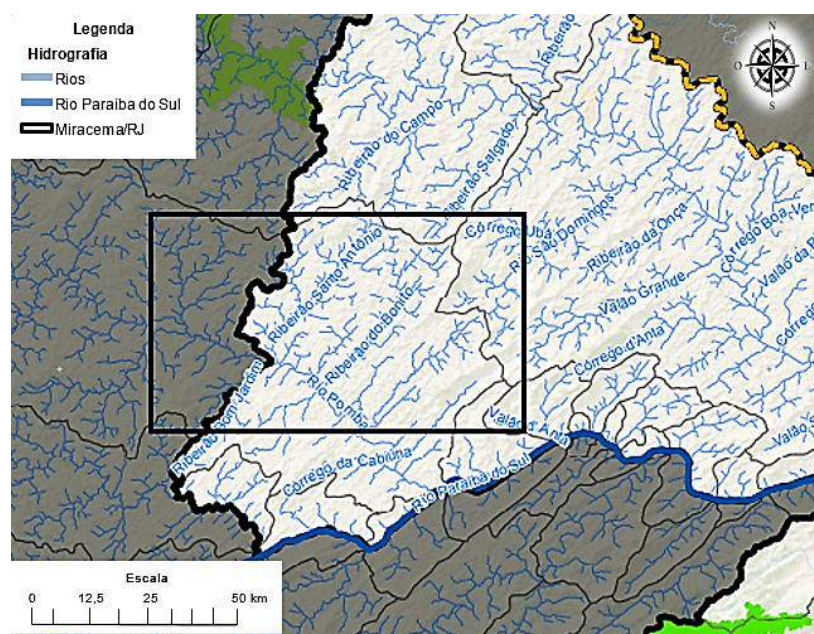 Legenda
Hidrografia
Rios
Rio Paraíba do Sul
Miracema/RJ
N
O
L
S
Ribeirão
Ribeirão do Campo
Ribeirão Salgado
Córrego Ubá
Rio São Domingos
Ribeirão da Onça
Córrego Boa Ver
Valão da
Ribeirão Santo Antônio
Ribeirão do Bonito
Valão Grande
Córrego
Córrego d'Anta
Rio Pomba
Ribeirão Bom Jardim
Valão d'Anta
Valão S
Córrego da Cabiúna
Rio Paraíba do Sul
Escala
0 12,5 25 50 km